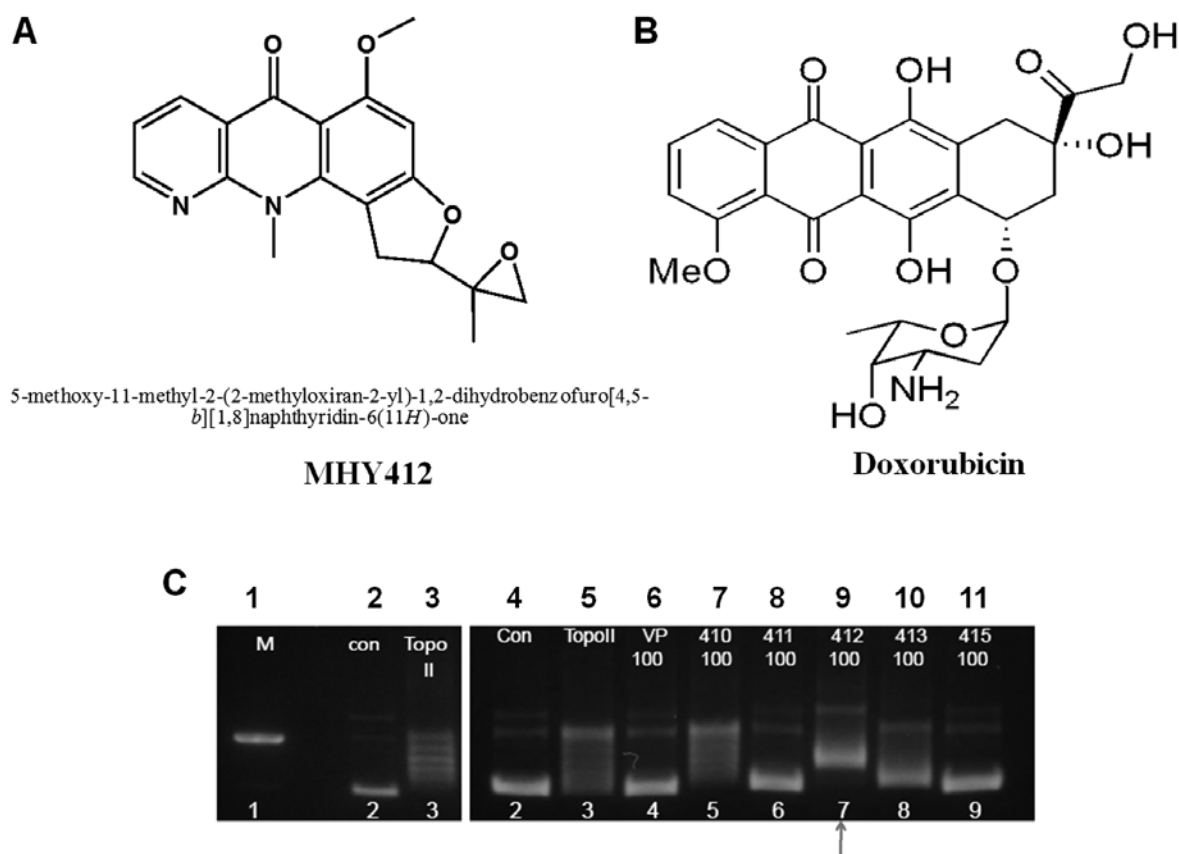 A
O
O
N
N
O
O
5-methoxy-11-methyl-2-(2-methyloxiran-2-yl)-1,2-dihydrobenzofuro[4,5-
b][1,8]naphthyridin-6(11H)-one
MHY412
B
OH
O
O
OH
OH
MeO
O
OH
O
O
NH2
HO
Doxorubicin
C
1 2 3 4 5 6 7 8 9 10 11
M con Topo Con TopoII VP 410 411 412 413 415
II 100 100 100 100 100 100
1 2 3 2 3 4 5 6 7 8 9